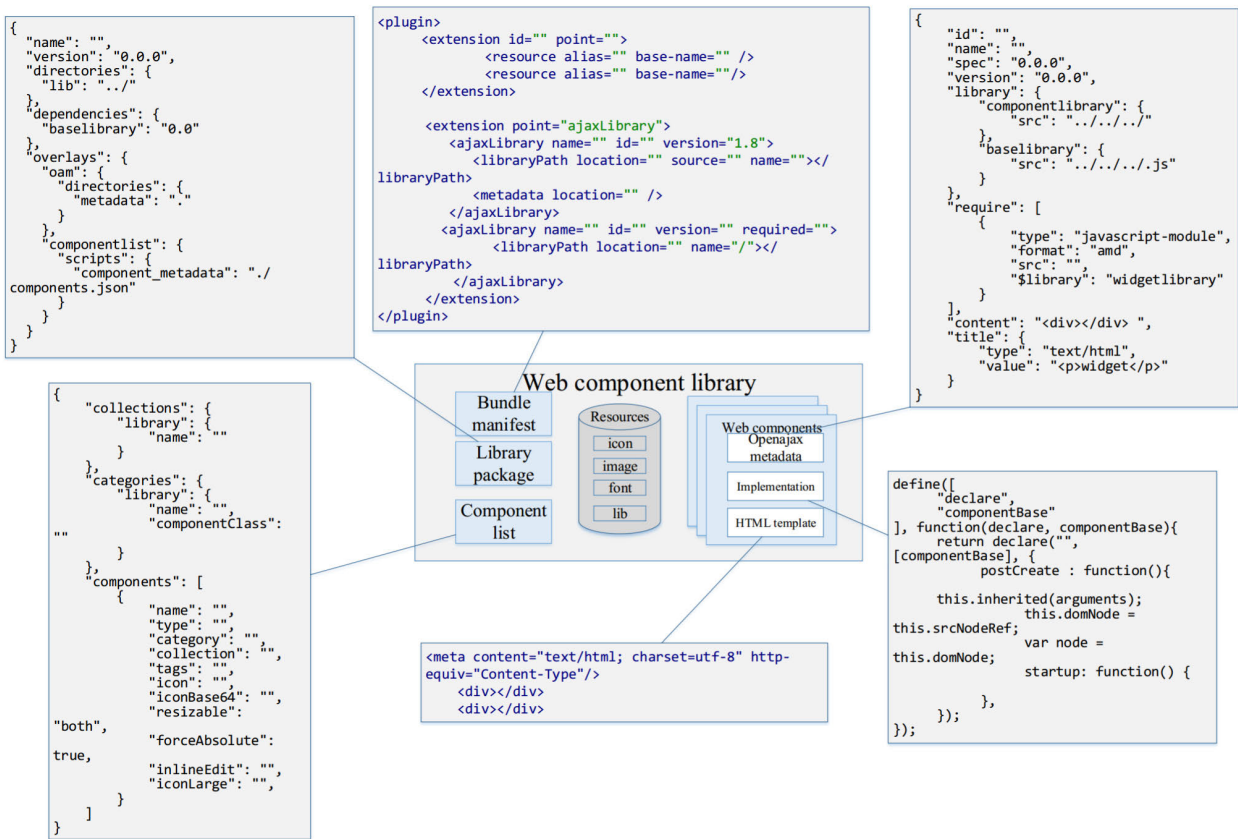 {
"name": "",
"version": "0.0.0",
"directories": {
"lib": "../"
},
"dependencies": {
"baselibrary": "0.0"
},
"overlays": {
"oam": {
"directories": {
"metadata": "."
}
},
"componentlist": {
"scripts": {
"component_metadata": "./
components.json"
}
}
}
}
<plugin>
<extension id="" point="">
<resource alias="" base-name="" />
<resource alias="" base-name=""/>
</extension>
<extension point="ajaxLibrary">
<ajaxLibrary name="" id="" version="1.8">
<libraryPath location="" source="" name=""></
libraryPath>
<metadata location="" />
</ajaxLibrary>
<ajaxLibrary name="" id="" version="" required="">
<libraryPath location="" name="/"></
libraryPath>
</ajaxLibrary>
</extension>
</plugin>
{
"id": "",
"name": "",
"spec": "0.0.0",
"version": "0.0.0",
"library": {
"componentlibrary": {
"src": "../../../"
},
"baselibrary": {
"src": "../../../.js"
}
},
"require": [
{
"type": "javascript-module",
"format": "amd",
"src": "",
"$library": "widgetlibrary"
}
],
"content": "<div></div> ",
"title": {
"type": "text/html",
"value": "<p>widget</p>"
}
}
{
"collections": {
"library": {
"name": ""
}
},
"categories": {
"library": {
"name": "",
"componentClass":
""
}
},
"components": [
{
"name": "",
"type": "",
"category": "",
"collection": "",
"tags": "",
"icon": "",
"iconBase64": "",
"resizable":
"both",
"forceAbsolute":
true,
"inlineEdit": "",
"iconLarge": "",
}
]
}
Web component library
Bundle
manifest
Library
package
Component
list
Resources
icon
image
font
lib
Web components
Openajax
metadata
Implementation
HTML template
<meta content="text/html; charset=utf-8" http-
equiv="Content-Type"/>
<div></div>
<div></div>
define([
"declare",
"componentBase"
], function(declare, componentBase){
return declare("",
[componentBase], {
postCreate : function(){
this.inherited(arguments);
this.domNode =
this.srcNodeRef;
var node =
this.domNode;
startup: function() {
},
});
});